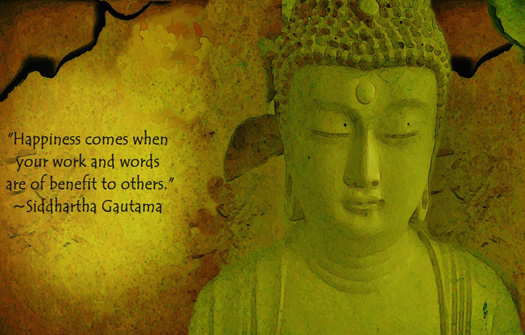 "Happiness comes when
your work and words
are of benefit to others."
~Siddhartha Gautama